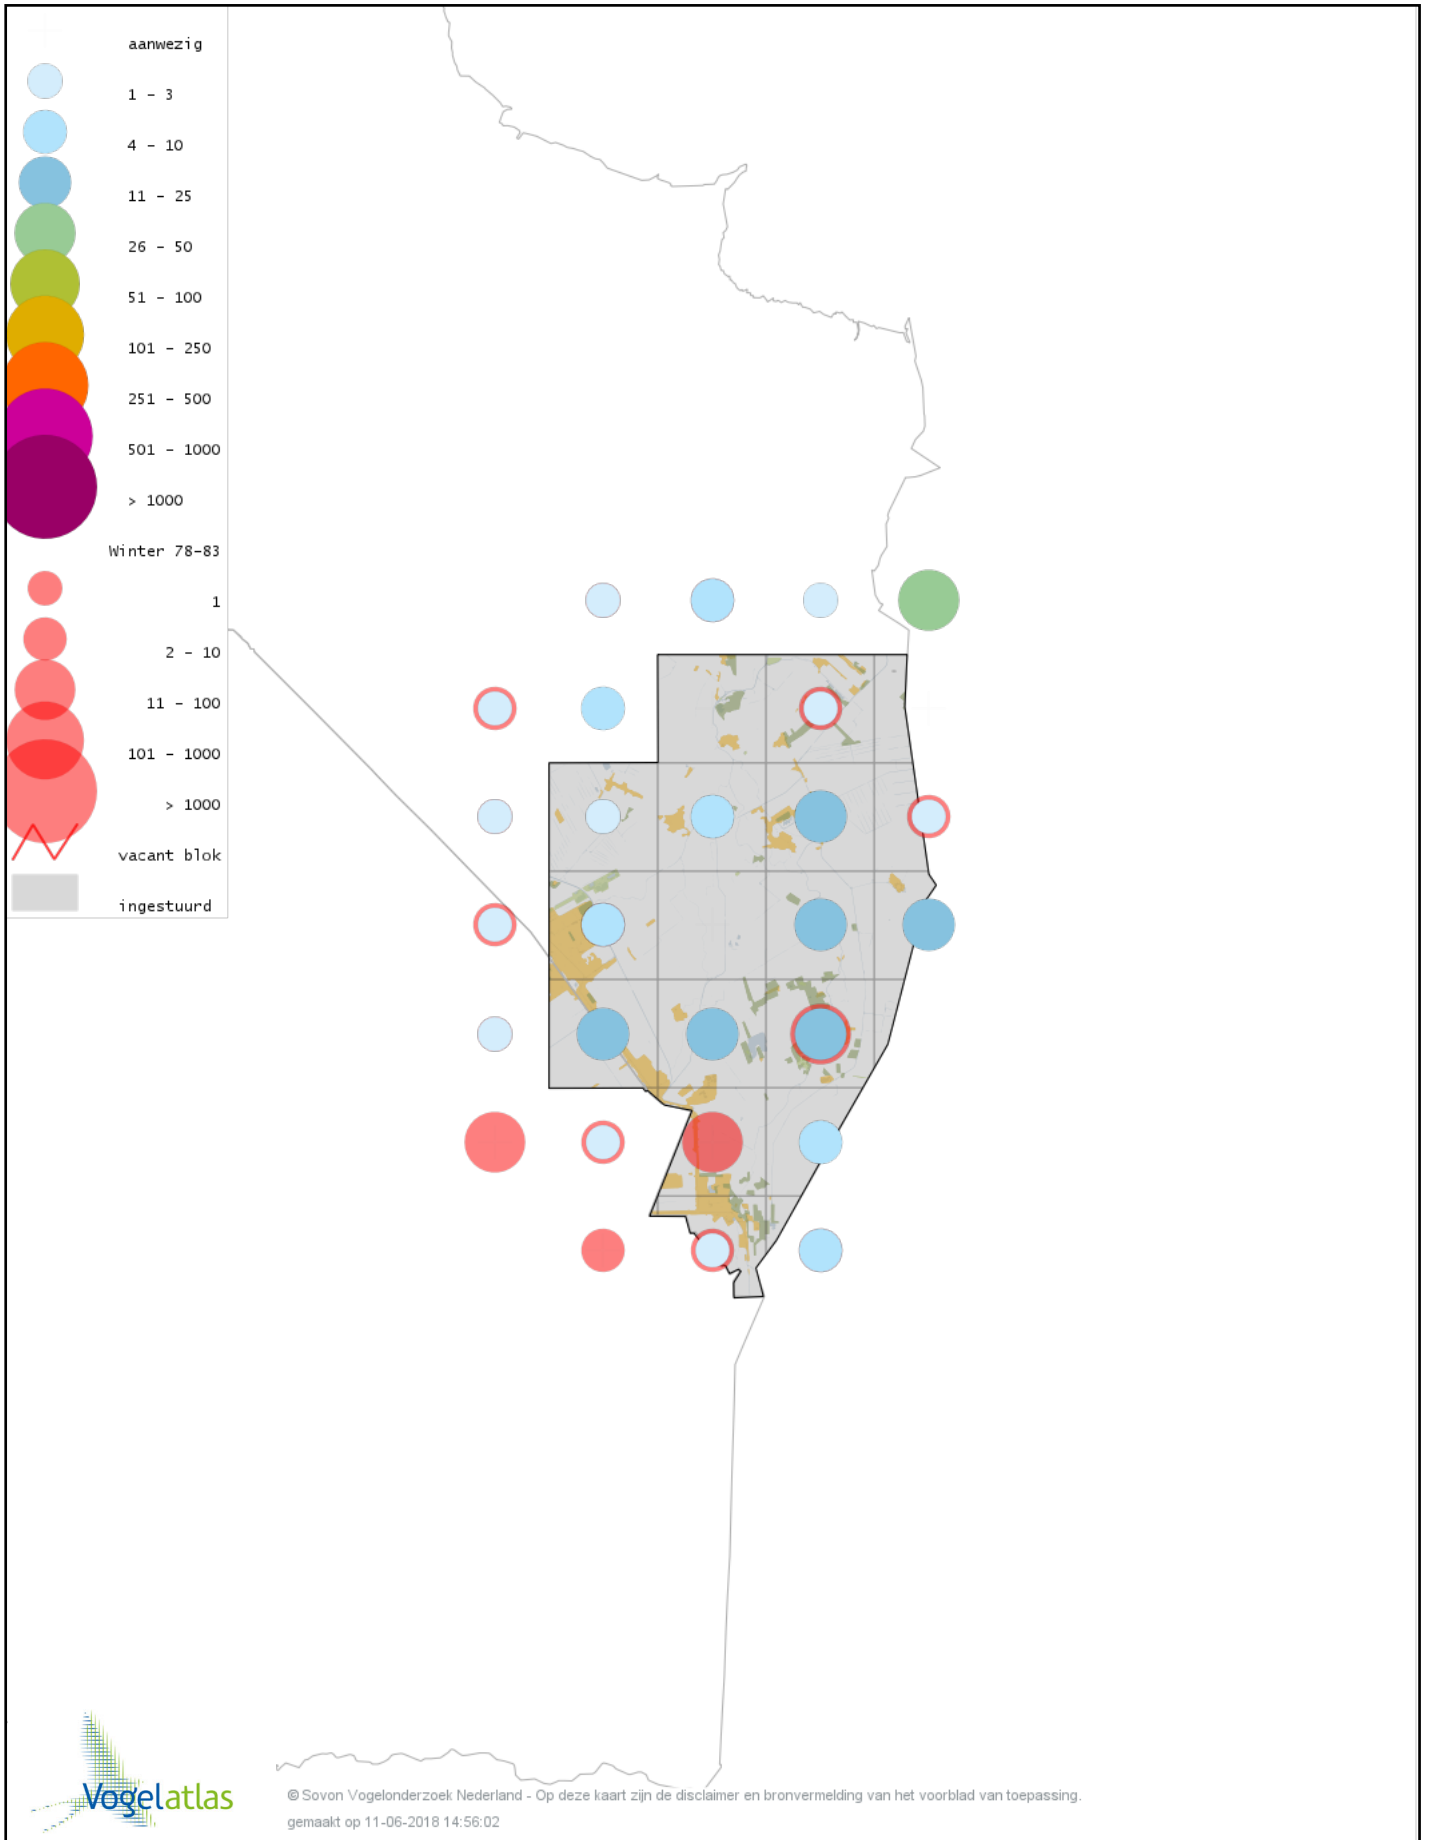 aanwezig
1 - 3
4 - 10
11 - 25
26 - 50
51 - 100
101 - 250
251 - 500
501 - 1000
> 1000
Winter 78-83
1
2 - 10
11 - 100
101 - 1000
> 1000
vacant blok
ingestuurd
Vogelatlas
© Sovon Vogelonderzoek Nederland - Op deze kaart zijn de disclaimer en bronvermelding van het voorblad van toepassing.
gemaakt op 11-06-2018 14:56:02